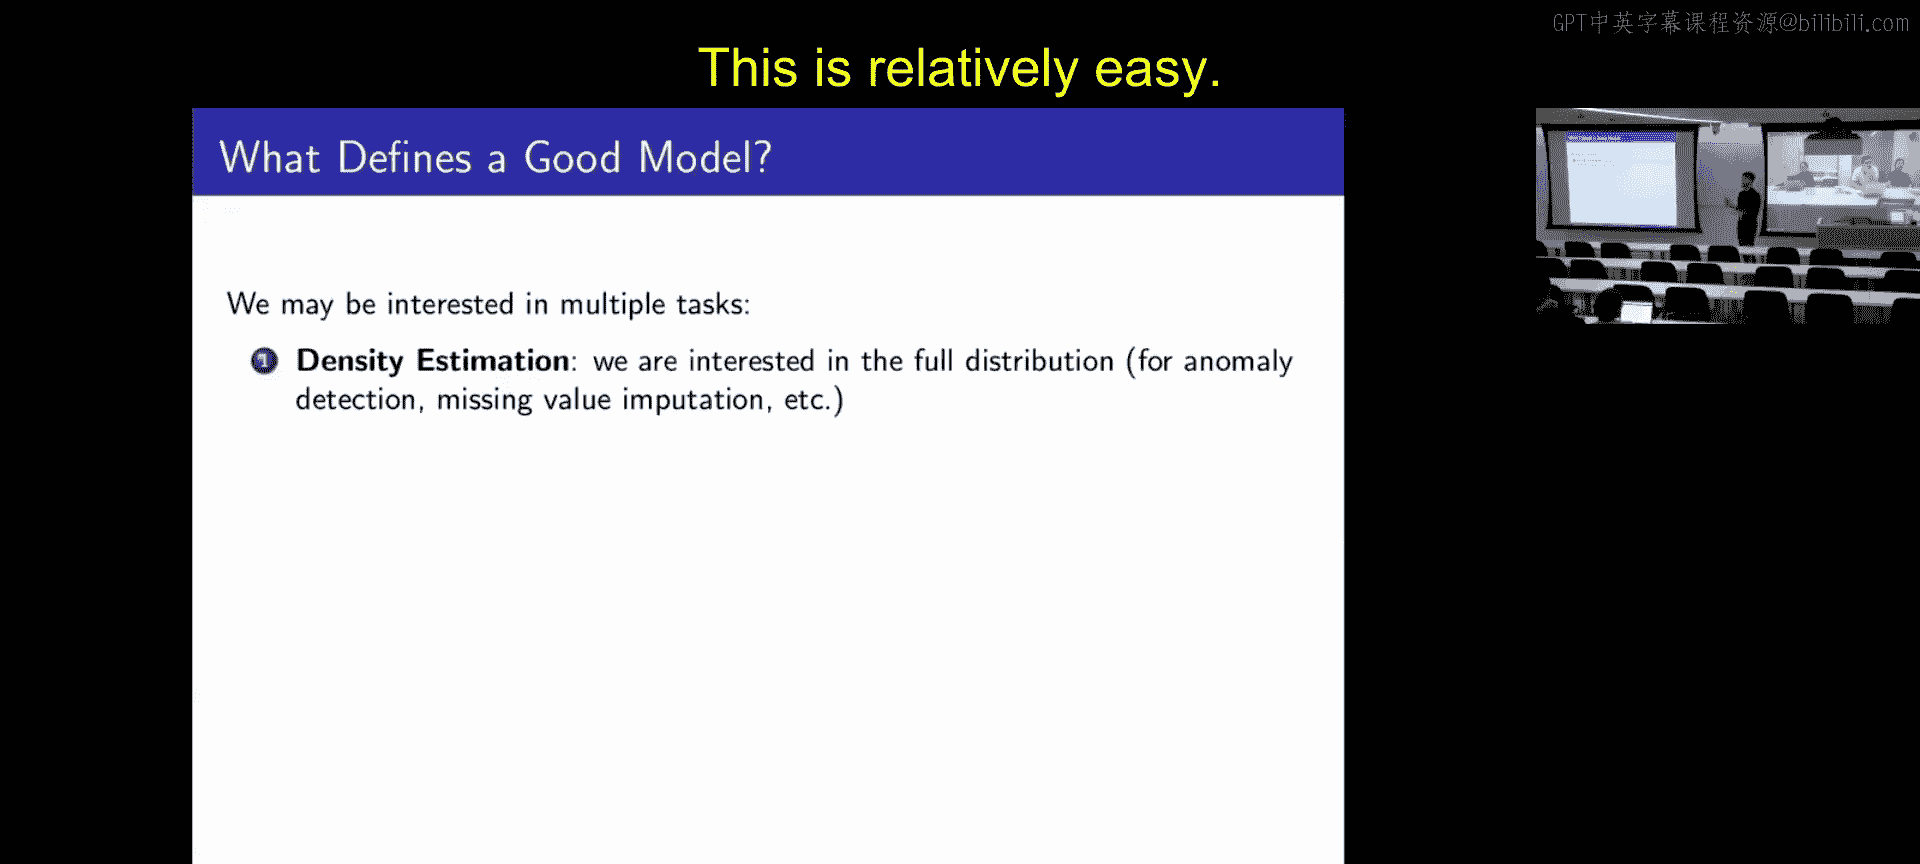 GPT中英字幕课程资源@bilibili.com
This is relatively easy.
What Defines a Good Model?
We may be interested in multiple tasks:
1 Density Estimation: we are interested in the full distribution (for anomaly
detection, missing value imputation, etc.)